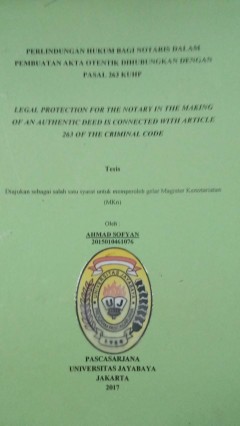 PERLINDUNGAN HUKUM BAGI NOTARIS DALAM
PEMBUATAN AKTA OTENTIK DIHUBUNGKAN DENGAN
PASAL 263 KUHP
LEGAL PROTECTION FOR THE NOTARY IN THE MAKING
OF AN AUTHENTIC DEED IS CONNECTED WITH ARTICLE
263 OF THE CRIMINAL CODE
Tesis
Diajukan sebagai salah satu syarat untuk memperoleh gelar Magister Kenotariatan
(MKn)
Oleh :
AHMAD SOFYAN
2015010461076
PASCASARJANA
UNIVERSITAS JAYABAYA
JAKARTA
2017